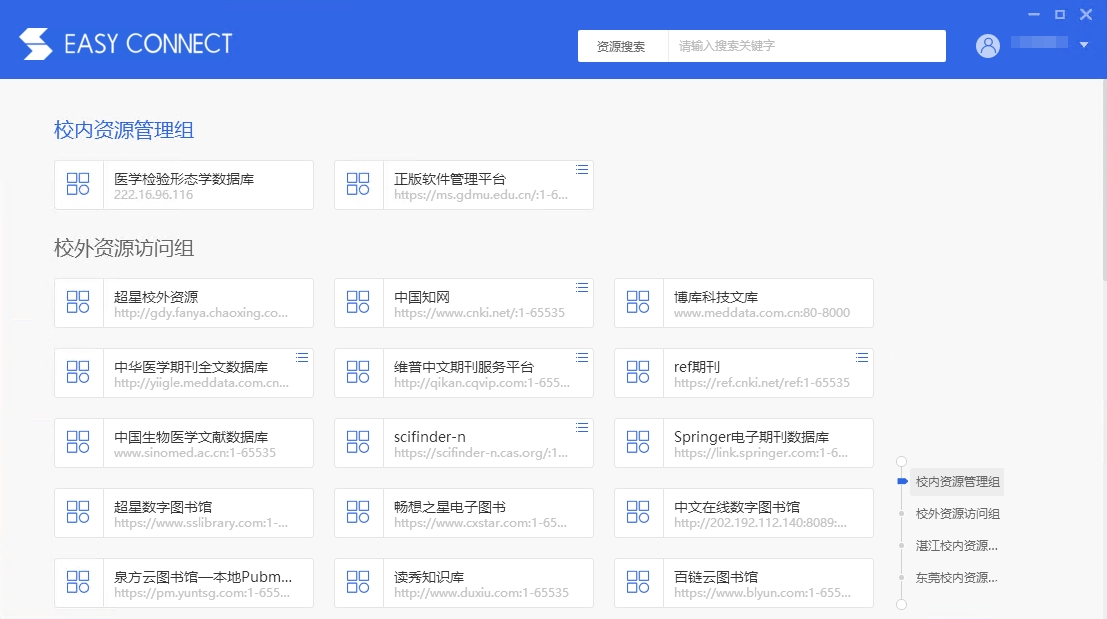 EASY CONNECT
资源搜索
请输入搜索关键字
校内资源管理组
医学检验形态学数据库
222.16.96.116
正版软件管理平台
https://ms.gdmu.edu.cn/:1-6...
校外资源访问组
超星校外资源
http://gdy.fanya.chaoxing.co...
中国知网
https://www.cnki.net/:1-65535
博库科技文库
www.meddata.com.cn:80-8000
中华医学期刊全文数据库
http://yiigle.meddata.com.cn...
维普中文期刊服务平台
http://qikan.cqvip.com:1-655...
ref期刊
https://ref.cnki.net/ref:1-65535
中国生物医学文献数据库
www.sinomed.ac.cn:1-65535
scifinder-n
https://scifinder-n.cas.org/:1...
Springer电子期刊数据库
https://link.springer.com:1-6...
超星数字图书馆
https://www.sslibrary.com:1-...
畅想之星电子图书
https://www.cxstar.com:1-65...
中文在线数字图书馆
http://202.192.112.140:8089:...
泉方云图书馆—本地Pubm...
https://pm.yuntsg.com:1-655...
读秀知识库
http://www.duxiu.com:1-65535
百链云图书馆
https://www.blyun.com:1-655...
校内资源管理组
校外资源访问组
湛江校内资源...
东莞校内资源...